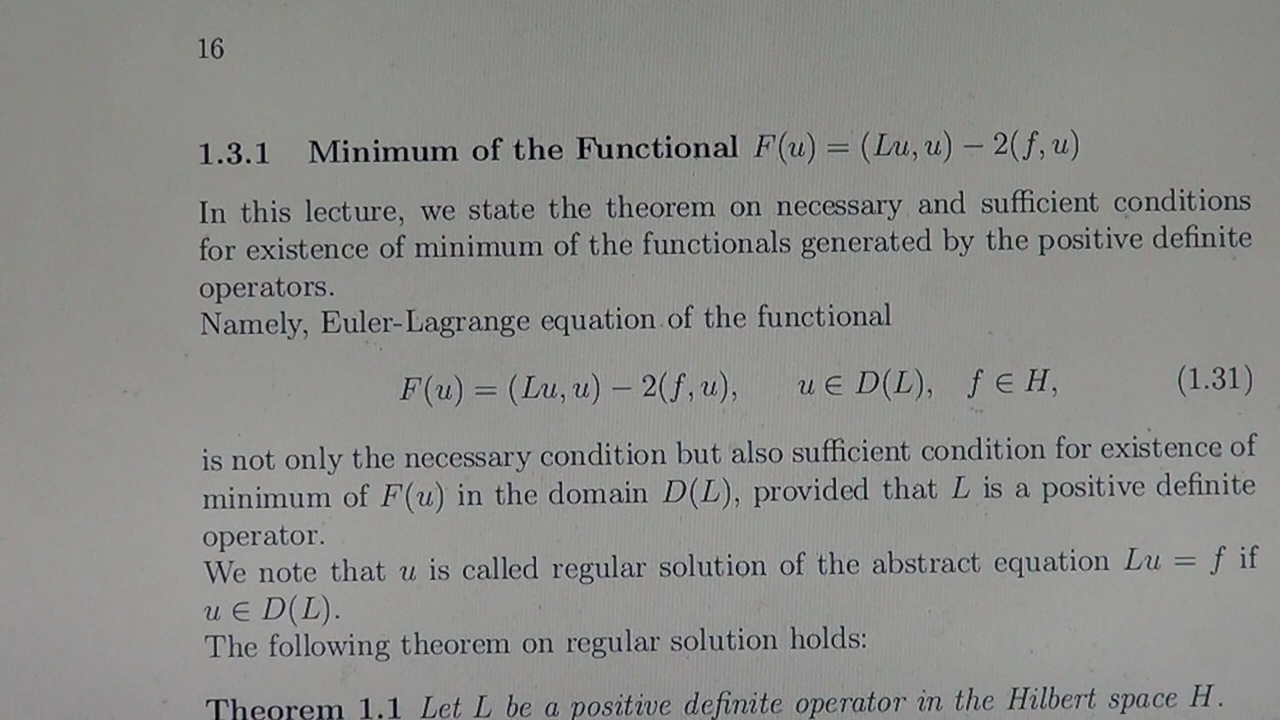 16
1.3.1 Minimum of the Functional F(u) = (Lu, u) − 2(f, u)
In this lecture, we state the theorem on necessary and sufficient conditions
for existence of minimum of the functionals generated by the positive definite
operators.
Namely, Euler-Lagrange equation of the functional
F(u) = (Lu, u) − 2(f, u), u ∈ D(L), f ∈ H, (1.31)
is not only the necessary condition but also sufficient condition for existence of
minimum of F(u) in the domain D(L), provided that L is a positive definite
operator.
We note that u is called regular solution of the abstract equation Lu = f if
u ∈ D(L).
The following theorem on regular solution holds:
Theorem 1.1 Let L be a positive definite operator in the Hilbert space H.